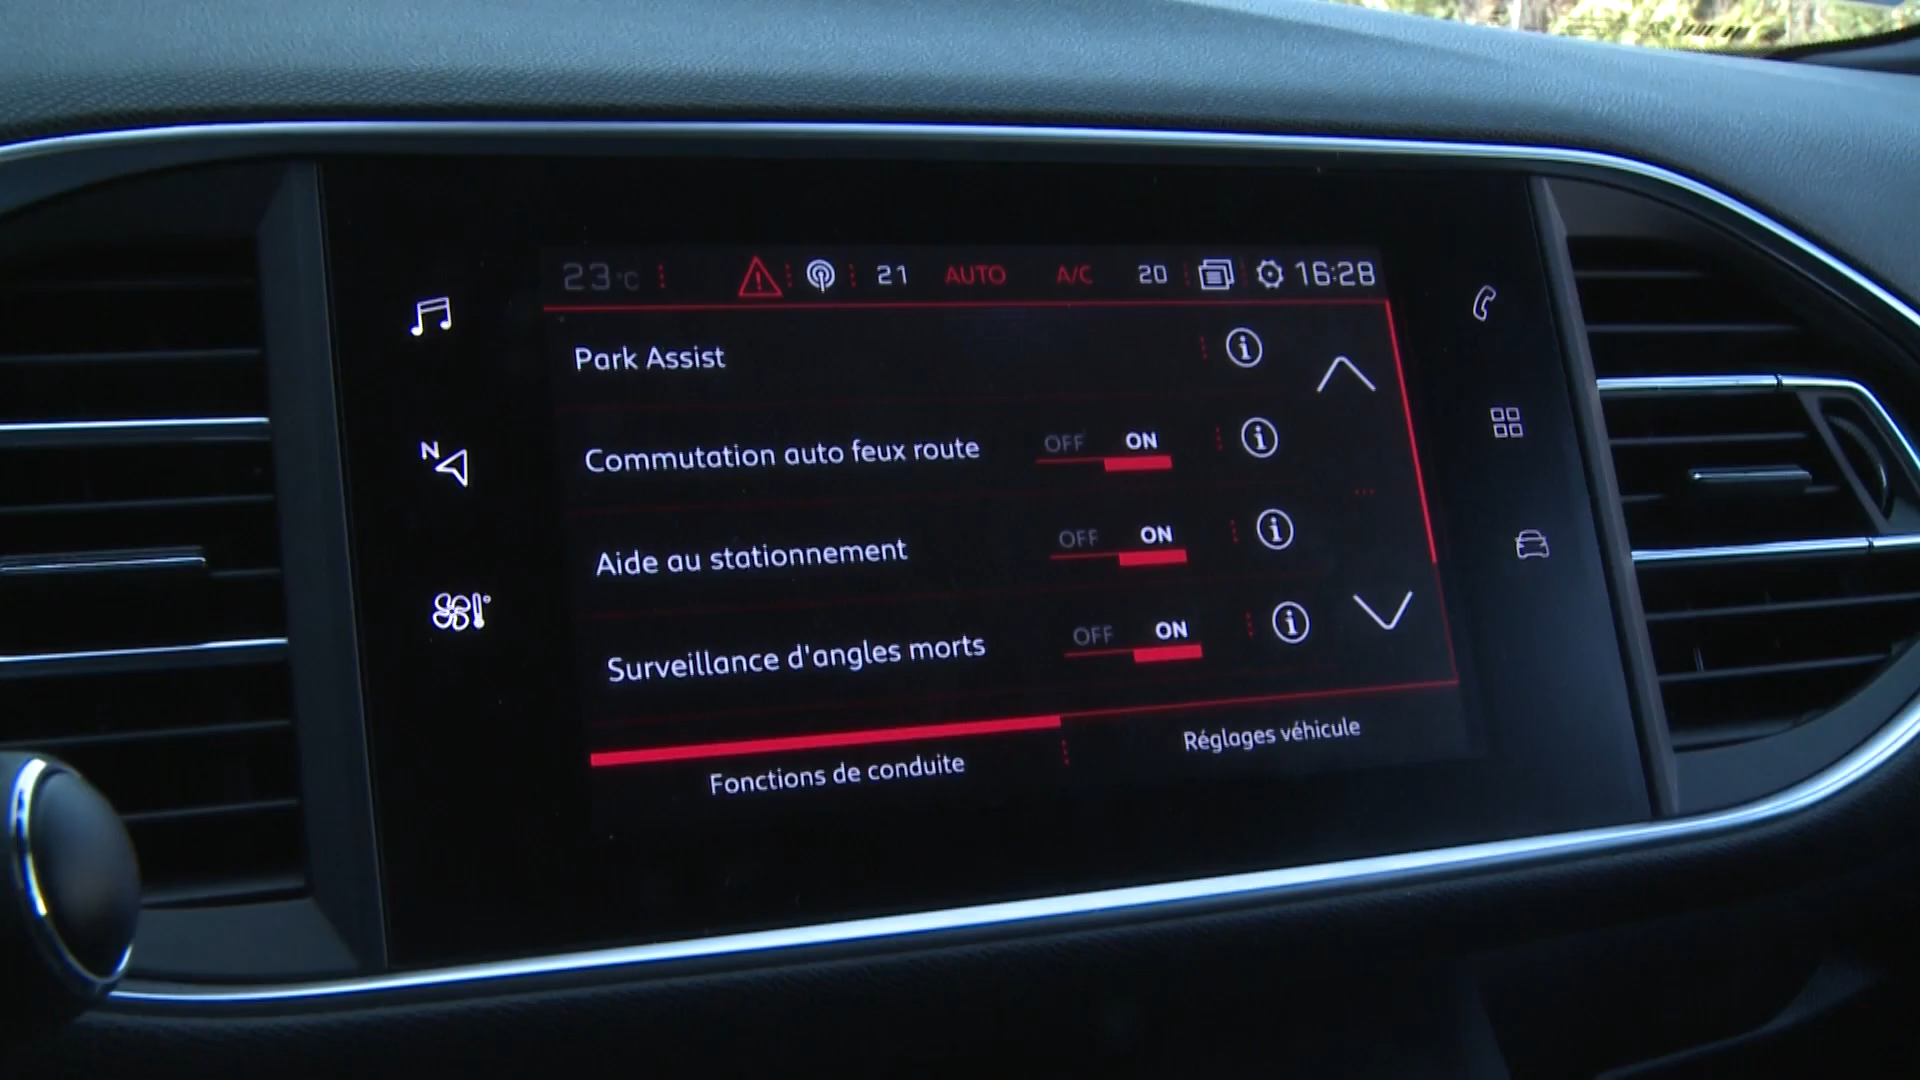 23°C 21 AUTO A/C 20 16:28
Park Assist
N
Commutation auto feux route OFF ON
Aide au stationnement OFF ON
Surveillance d'angles morts OFF ON
Fonctions de conduite Réglages véhicule